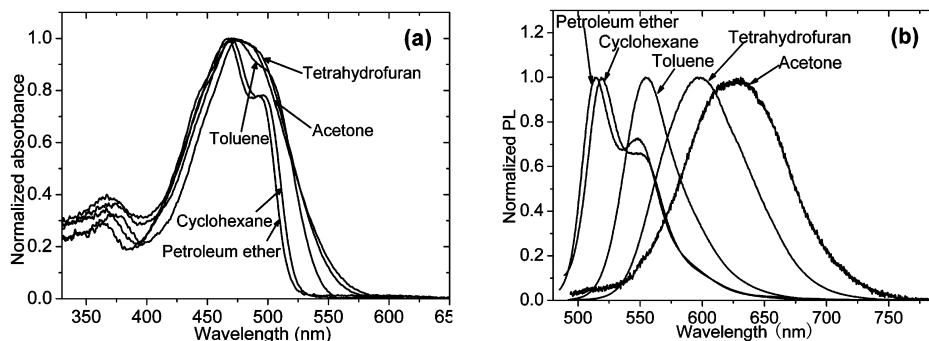 (a)
Normalized absorbance
1.0
0.8
0.6
0.4
0.2
0.0
Tetrahydrofuran
Toluene
Acetone
Cyclohexane
Petroleum ether
350 400 450 500 550 600 65
Wavelength (nm)
(b)
Normalized PL
1.0
0.8
0.6
0.4
0.2
0.0
Petroleum ether
Cyclohexane
Tetrahydrofuran
Toluene
Acetone
500 550 600 650 700 750
Wavelength (nm)